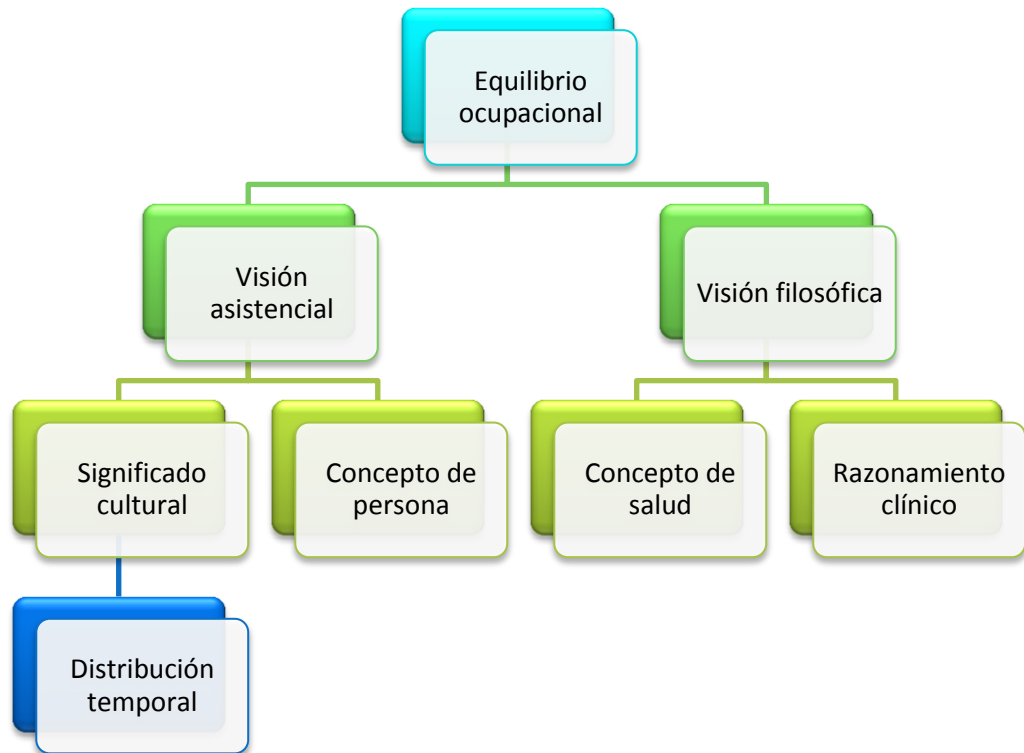 Equilibrio
ocupacional
Visión
asistencial
Visión filosófica
Significado
cultural
Concepto de
persona
Concepto de
salud
Razonamiento
clínico
Distribución
temporal